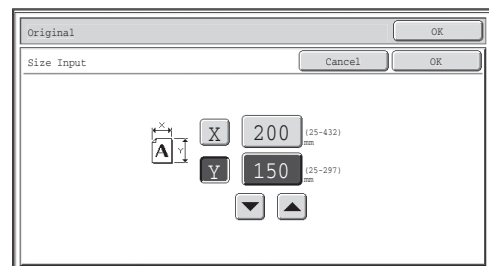 Original OK
Size Input Cancel OK
X
A Y
X 200 (25-432)
mm
Y 150 (25-297)
mm